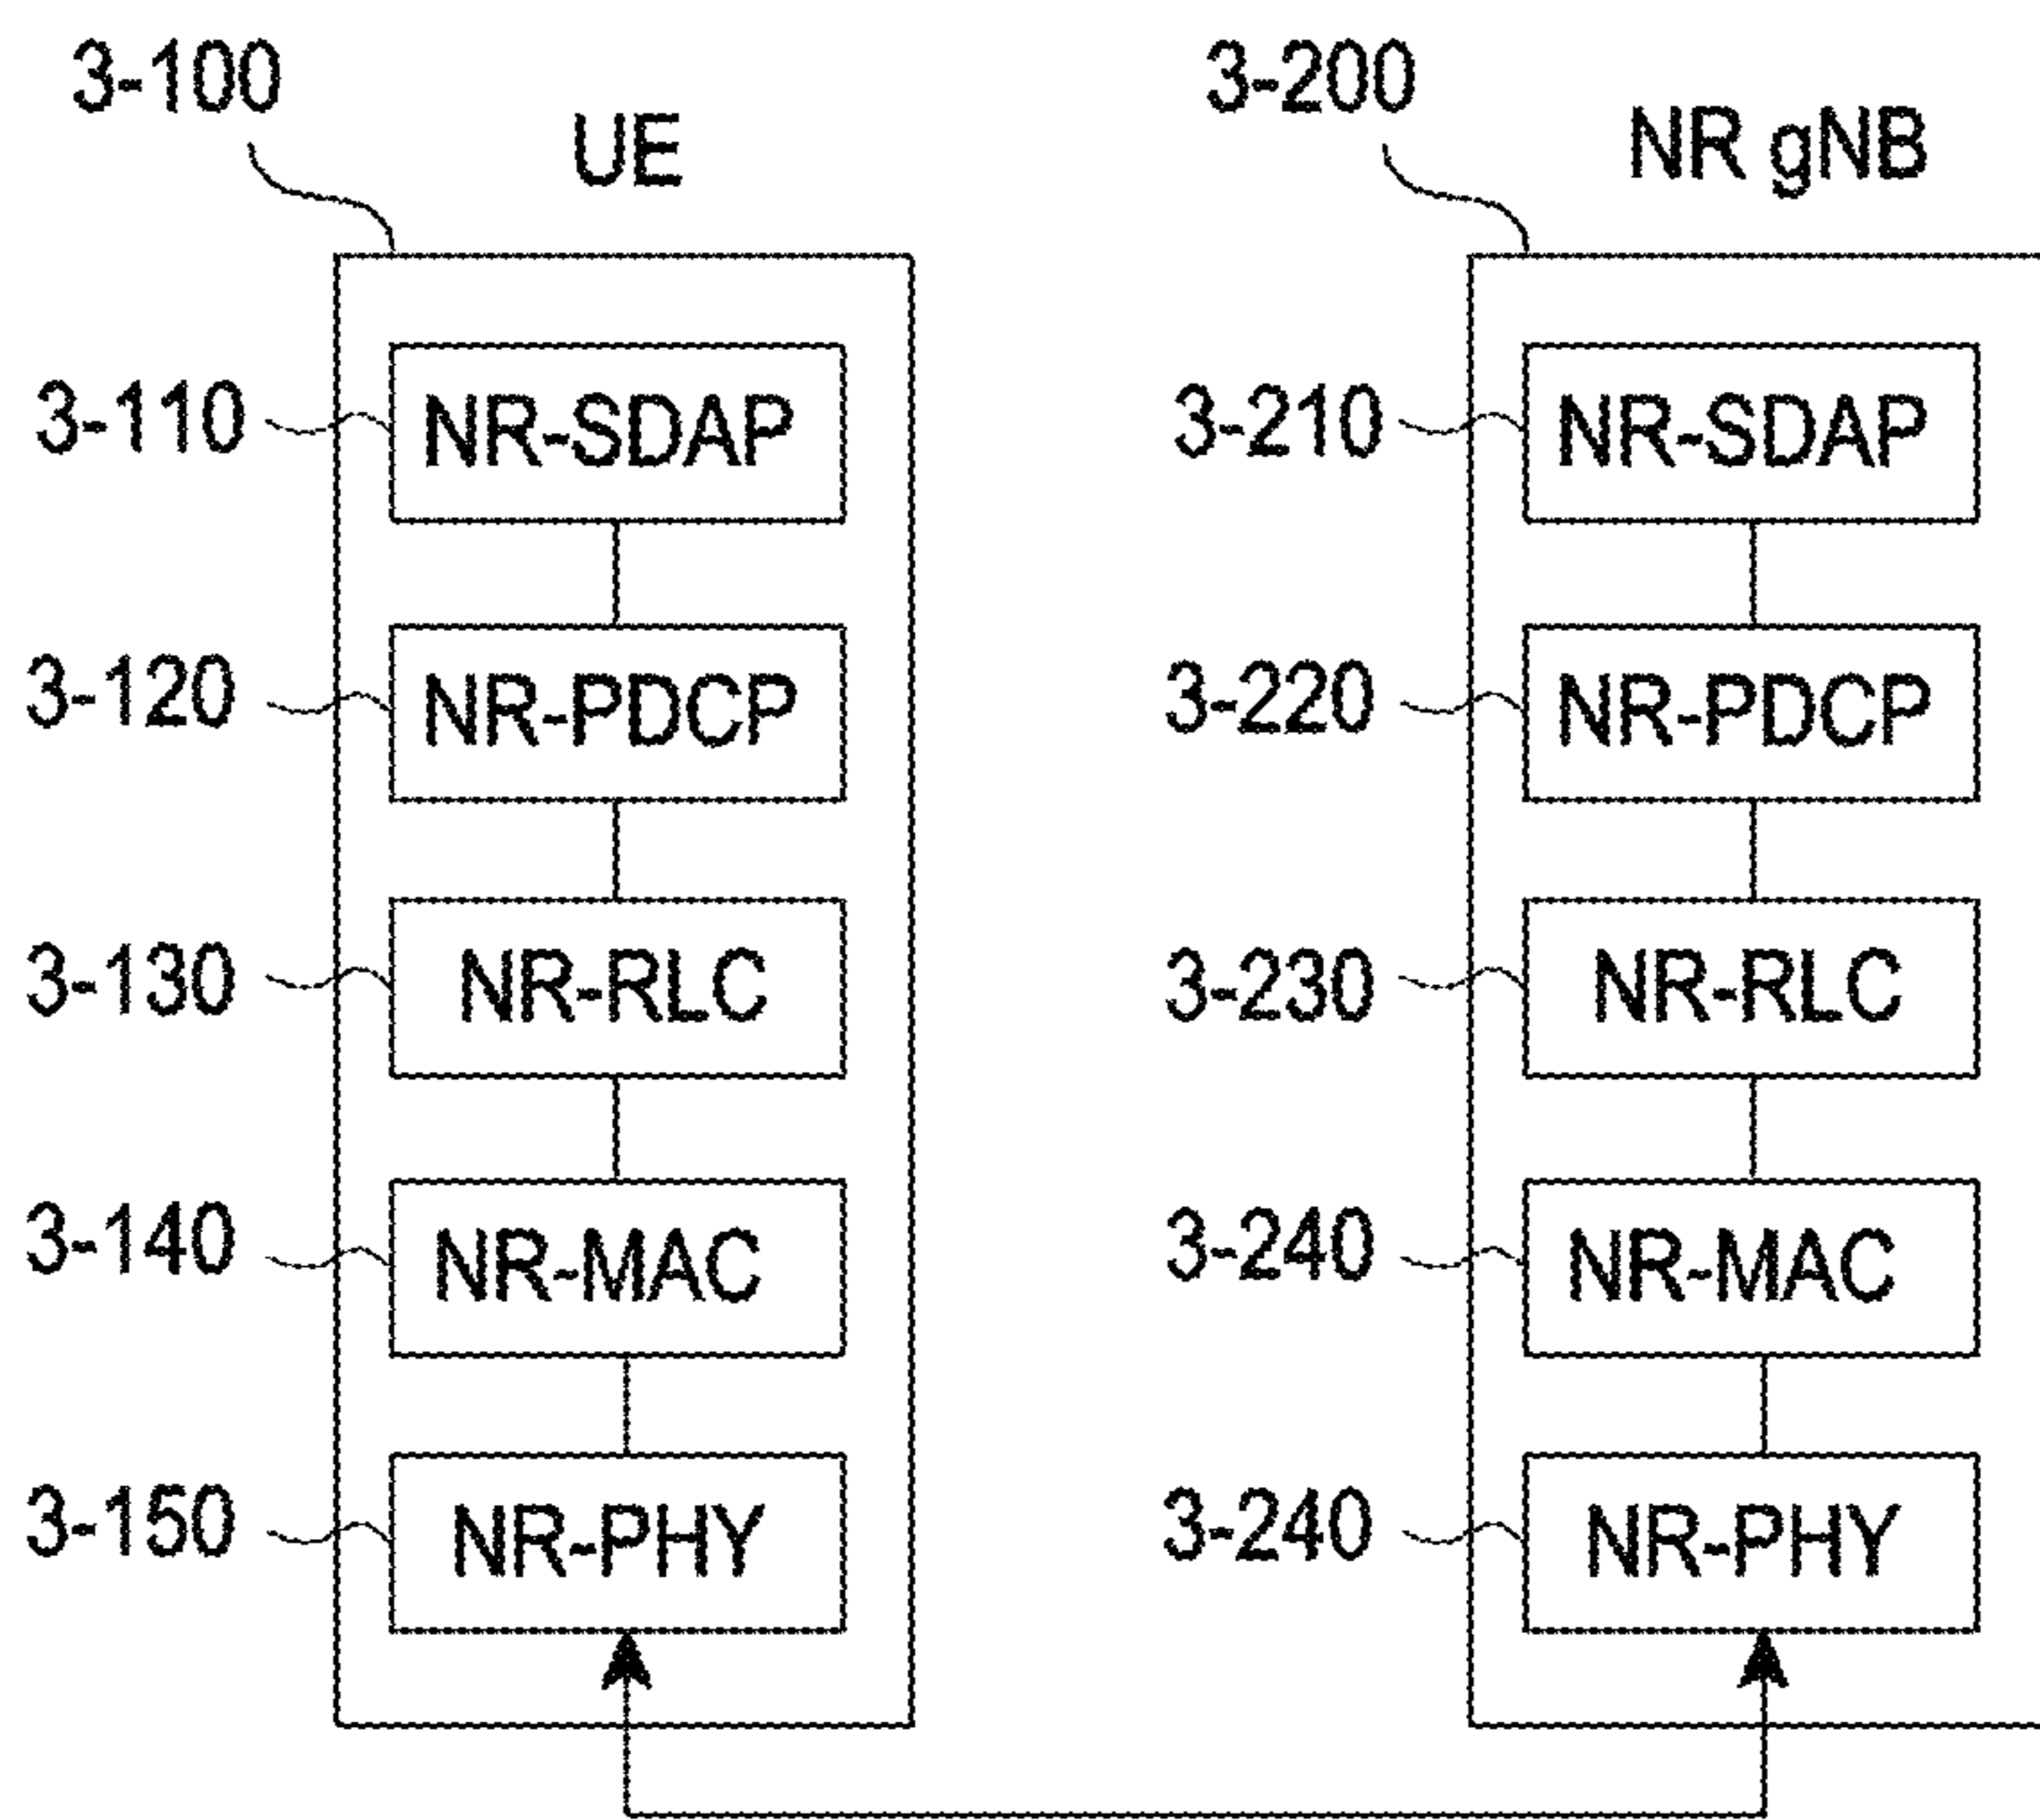 3-100 UE 3-200 NR gNB
3-110 NR-SDAP 3-210 NR-SDAP
3-120 NR-PDCP 3-220 NR-PDCP
3-130 NR-RLC 3-230 NR-RLC
3-140 NR-MAC 3-240 NR-MAC
3-150 NR-PHY 3-240 NR-PHY